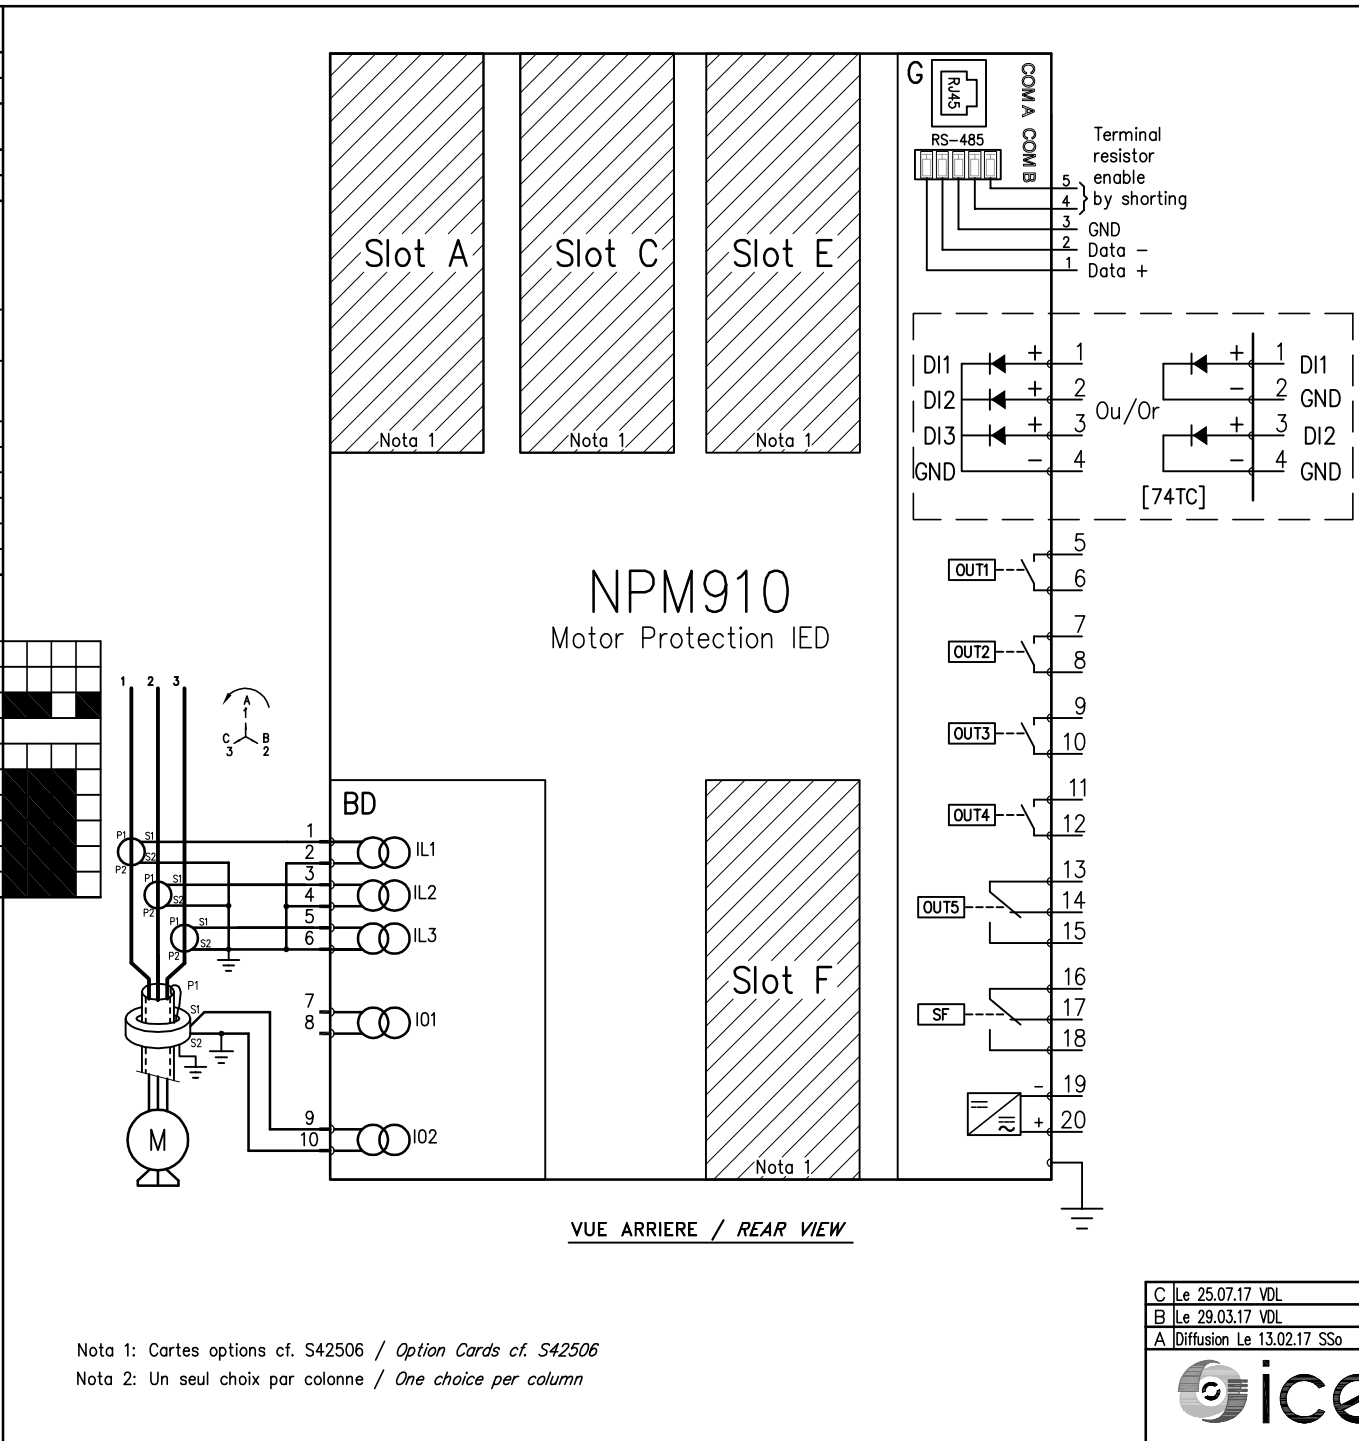 G
RJ45
COM A COM B
RS-485
Terminal
resistor
enable
by shorting
5
4
3 GND
2 Data -
1 Data +
Slot A
Nota 1
Slot C
Nota 1
Slot E
Nota 1
DI1 + 1
DI2 + 2
DI3 + 3
GND - 4
Ou/Or
+ 1 DI1
- 2 GND
+ 3 DI2
- 4 GND
[74TC]
NPM910
Motor Protection IED
OUT1 5
6
OUT2 7
8
OUT3 9
10
OUT4 11
12
OUT5 13
14
15
SF 16
17
18
- 19
+ 20
1 2 3
A
1
C B
3 2
BD
P1 S1
S2
P2
P1 S1
S2
P2
P1 S1
S2
P2
1
2
IL1
3
4
IL2
5
6
IL3
P1
S1
S2
7
8
I01
9
10
I02
M
Slot F
Nota 1
VUE ARRIERE / REAR VIEW
Nota 1: Cartes options cf. S42506 / Option Cards cf. S42506
Nota 2: Un seul choix par colonne / One choice per column
C Le 25.07.17 VDL
B Le 29.03.17 VDL
A Diffusion Le 13.02.17 SSo
ice